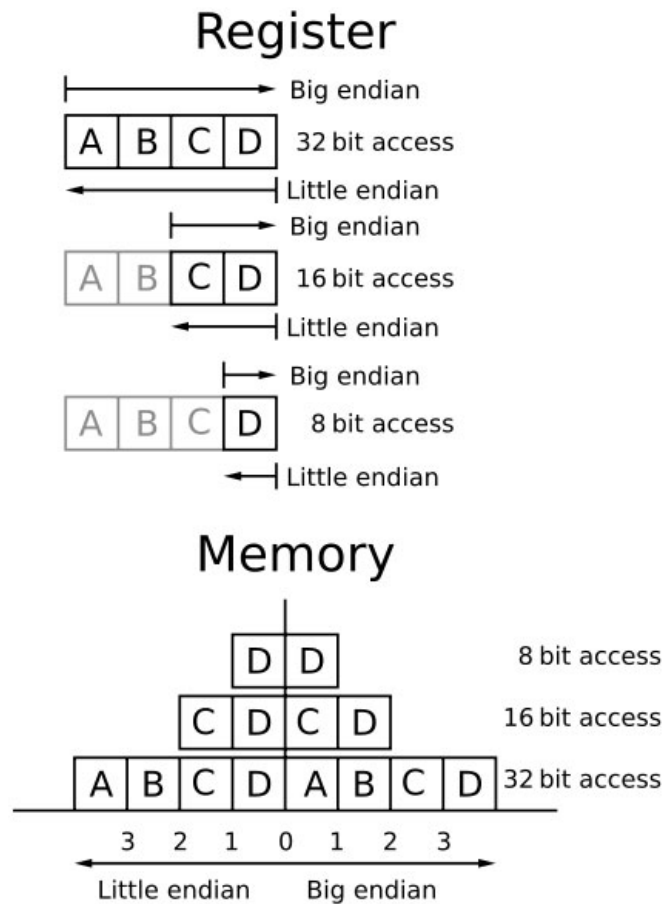 Register
Big endian
A B C D 32 bit access
Little endian
Big endian
A B C D 16 bit access
Little endian
Big endian
A B C D 8 bit access
Little endian
Memory
D D 8 bit access
C D C D 16 bit access
A B C D A B C D 32 bit access
3 2 1 0 1 2 3
Little endian Big endian